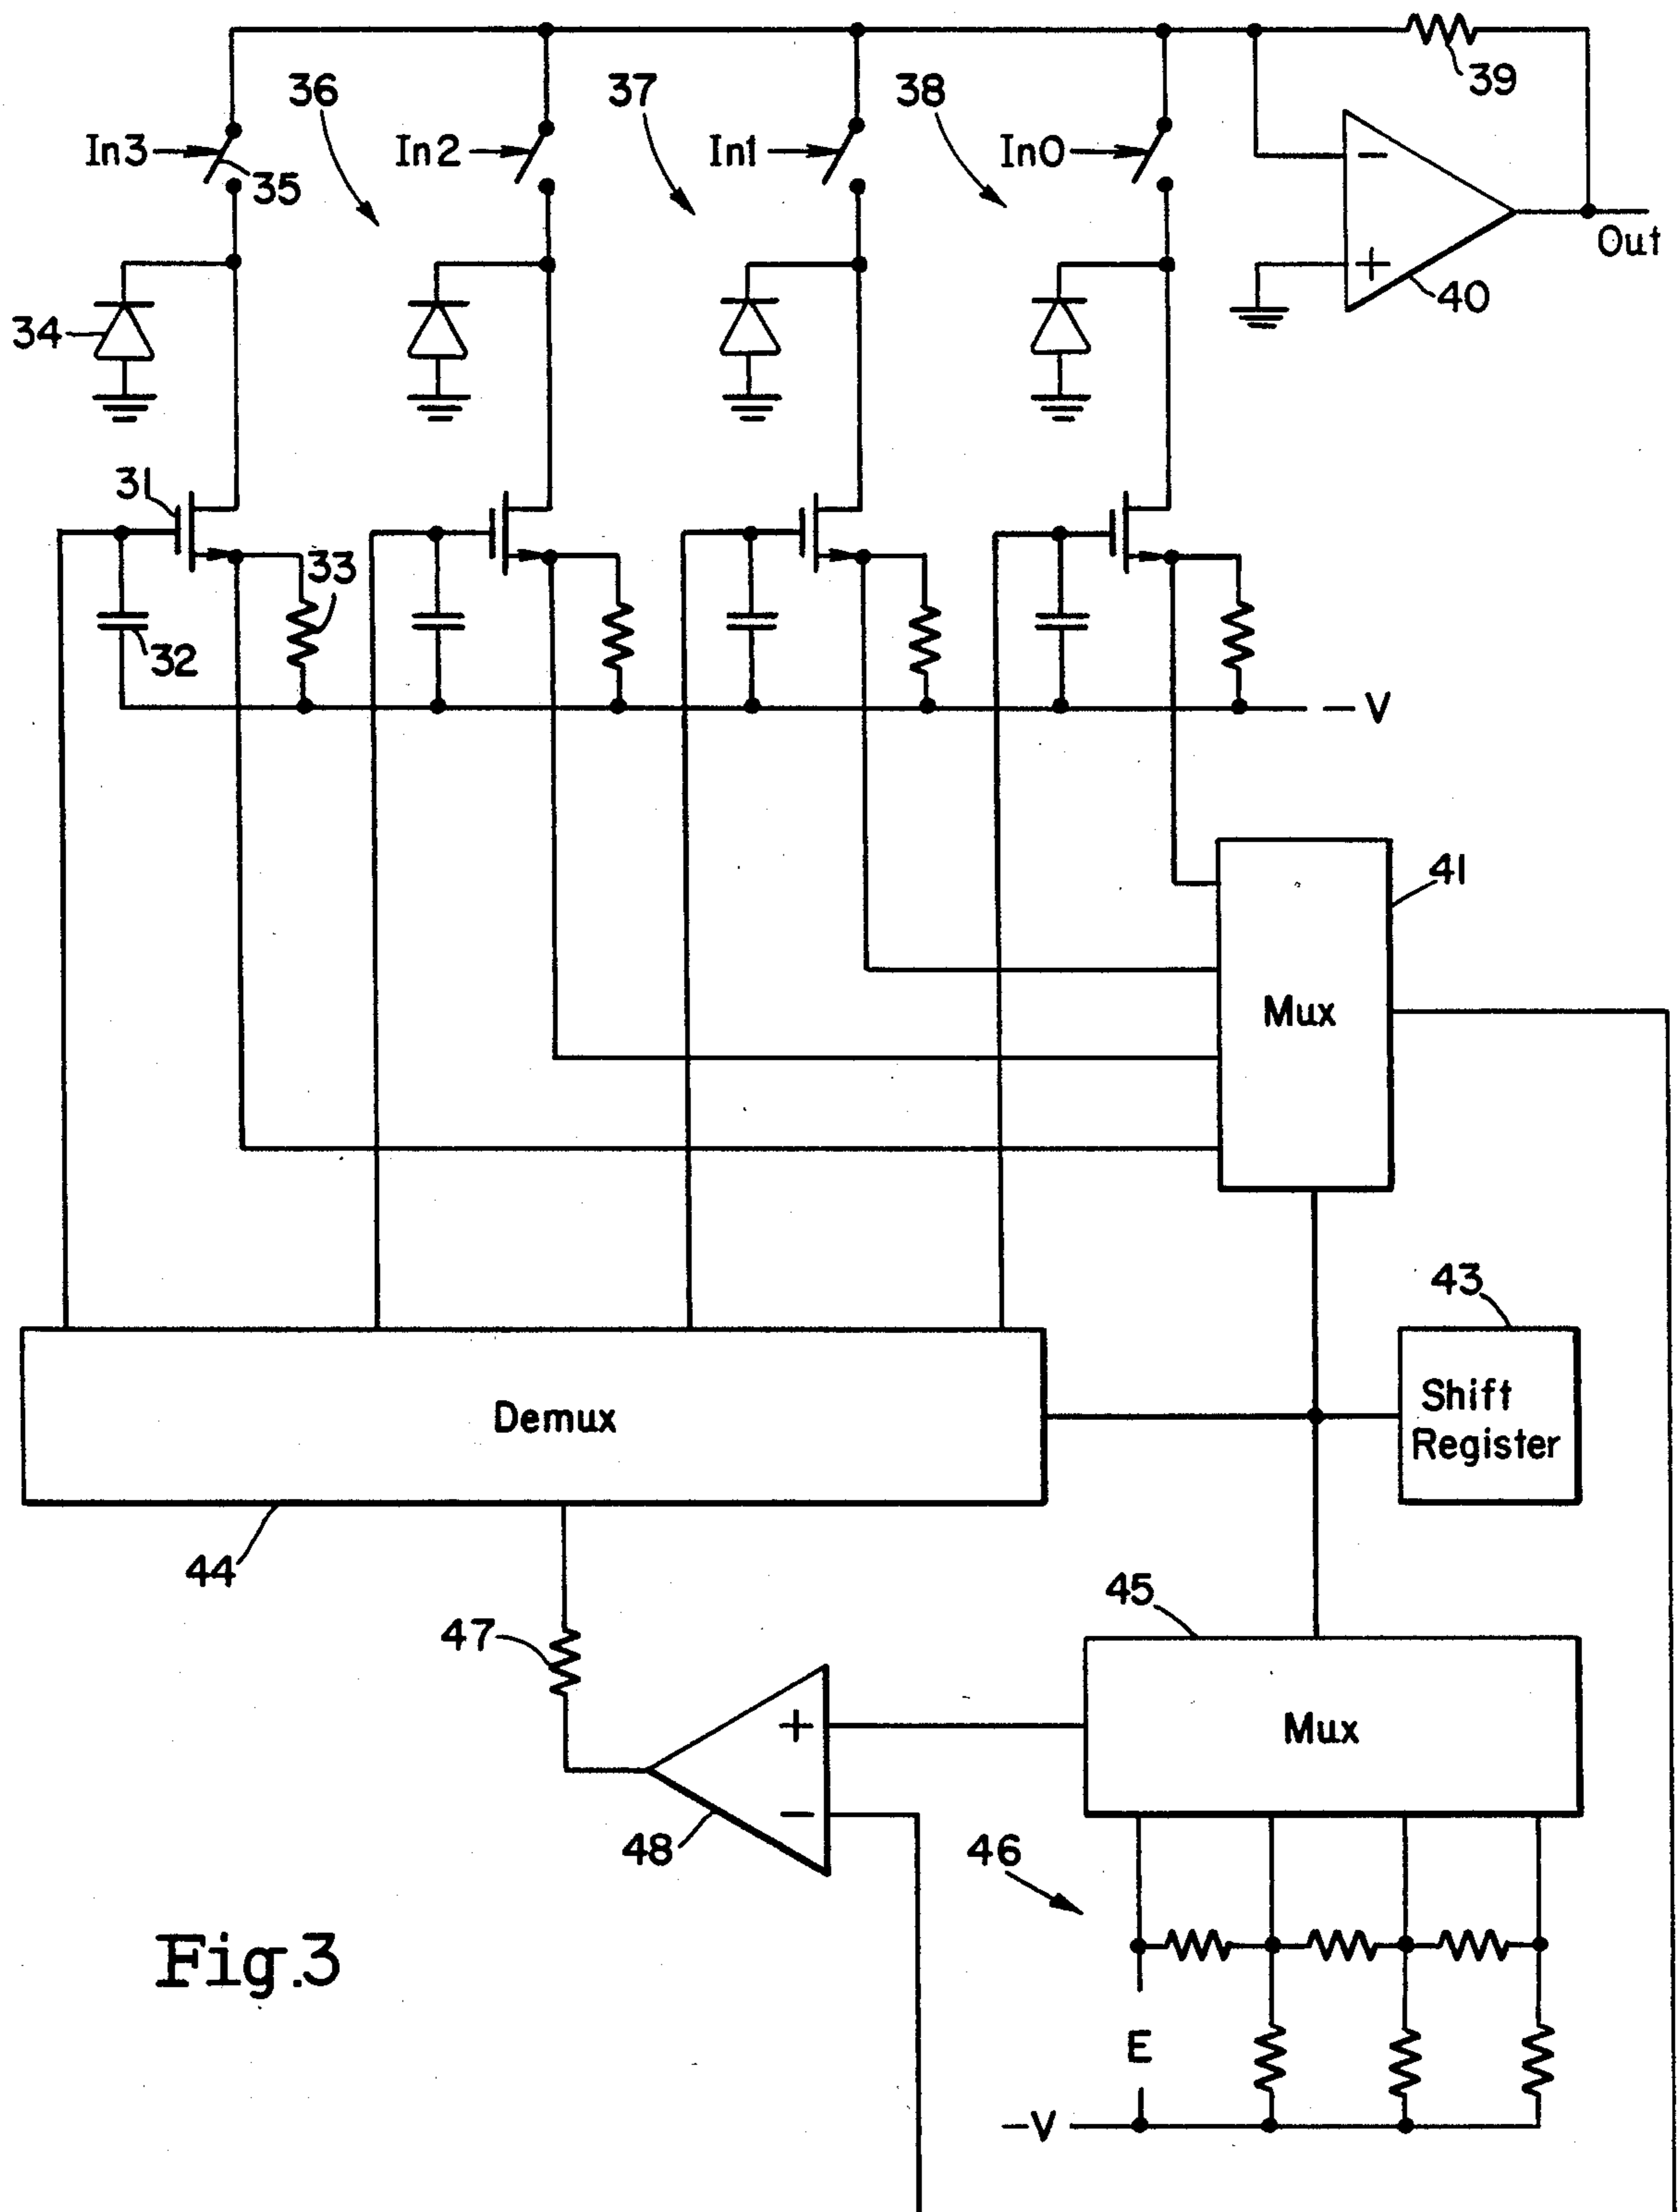 39
36
37
38
In3
In2
In1
In0
35
Out
34
40
31
33
32
— V
41
Mux
43
Shift
Register
Demux
44
45
47
Mux
+
−
48
46
E
−V
−
+
Fig.3